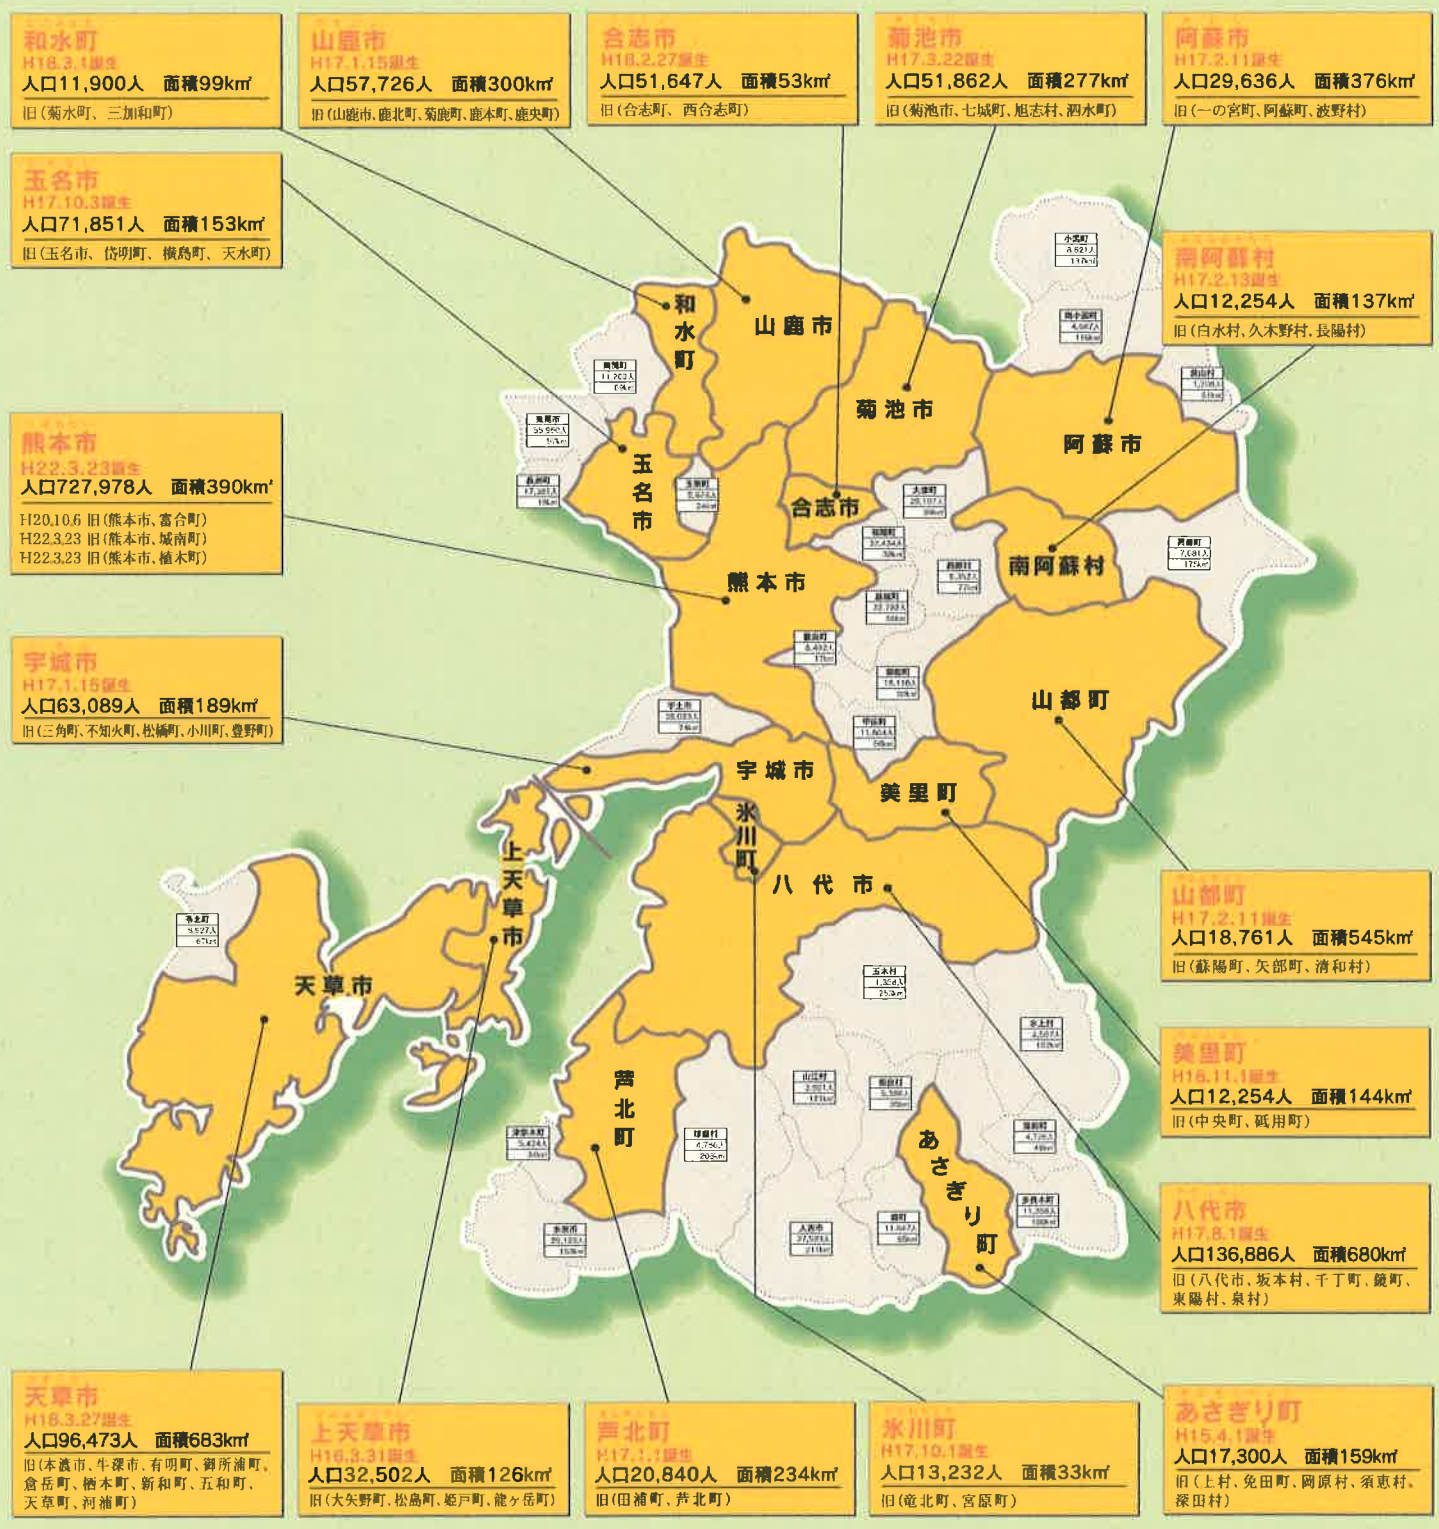 和水町
H18.3.1誕生
人口11,900人 面積99km²
旧(菊水町、三加和町)
山鹿市
H17.1.15誕生
人口57,726人 面積300km²
旧(山鹿市、鹿北町、菊鹿町、鹿本町、鹿央町)
合志市
H18.2.27誕生
人口51,647人 面積53km²
旧(合志町、西合志町)
菊池市
H17.3.22誕生
人口51,862人 面積277km²
旧(菊池市、七城町、旭志村、泗水町)
阿蘇市
H17.2.11誕生
人口29,636人 面積376km²
旧(一の宮町、阿蘇町、波野村)
玉名市
H17.10.3誕生
人口71,851人 面積153km²
旧(玉名市、岱明町、横島町、天水町)
南阿蘇村
H17.2.13誕生
人口12,254人 面積137km²
旧(白水村、久木野村、長陽村)
熊本市
H22.3.23誕生
人口727,978人 面積390km²
H20.10.6 旧(熊本市、富合町)
H22.3.23 旧(熊本市、城南町)
H22.3.23 旧(熊本市、植木町)
宇城市
H17.1.15誕生
人口63,089人 面積189km²
旧(三角町、不知火町、松橋町、小川町、豊野町)
小国町
和水町
山鹿市
菊池市
阿蘇市
玉名市
合志市
大津町
南阿蘇村
熊本市
山都町
宇土市
宇城市
美里町
氷川町
八代市
上天草市
天草市
五木村
水上村
山江村
芦北町
球磨村
あさぎり町
人吉市
山都町
H17.2.11誕生
人口18,761人 面積545km²
旧(蘇陽町、矢部町、清和村)
美里町
H16.11.1誕生
人口12,254人 面積144km²
旧(中央町、砥用町)
八代市
H17.8.1誕生
人口136,886人 面積680km²
旧(八代市、坂本村、千丁町、鏡町、
東陽村、泉村)
天草市
H18.3.27誕生
人口96,473人 面積683km²
旧(本渡市、牛深市、有明町、御所浦町、
倉岳町、栖本町、新和町、五和町、
天草町、河浦町)
上天草市
H16.3.31誕生
人口32,502人 面積126km²
旧(大矢野町、松島町、姫戸町、龍ヶ岳町)
芦北町
H17.1.1誕生
人口20,840人 面積234km²
旧(田浦町、芦北町)
氷川町
H17.10.1誕生
人口13,232人 面積33km²
旧(竜北町、宮原町)
あさぎり町
H15.4.1誕生
人口17,300人 面積159km²
旧(上村、免田町、岡原村、須恵村、
深田村)